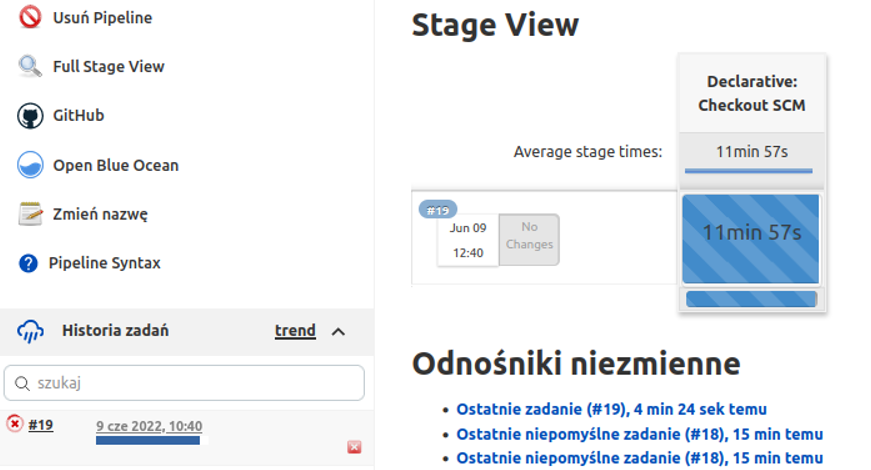 Usuń Pipeline
Full Stage View
GitHub
Open Blue Ocean
Zmień nazwę
Pipeline Syntax
Historia zadań trend
szukaj
#19 9 cze 2022, 10:40
Stage View
Declarative:
Checkout SCM
Average stage times: 11min 57s
#19
Jun 09
12:40
No
Changes
11min 57s
Odnośniki niezmienne
Ostatnie zadanie (#19), 4 min 24 sek temu
Ostatnie niepomyślne zadanie (#18), 15 min temu
Ostatnie niepomyślne zadanie (#18), 15 min temu